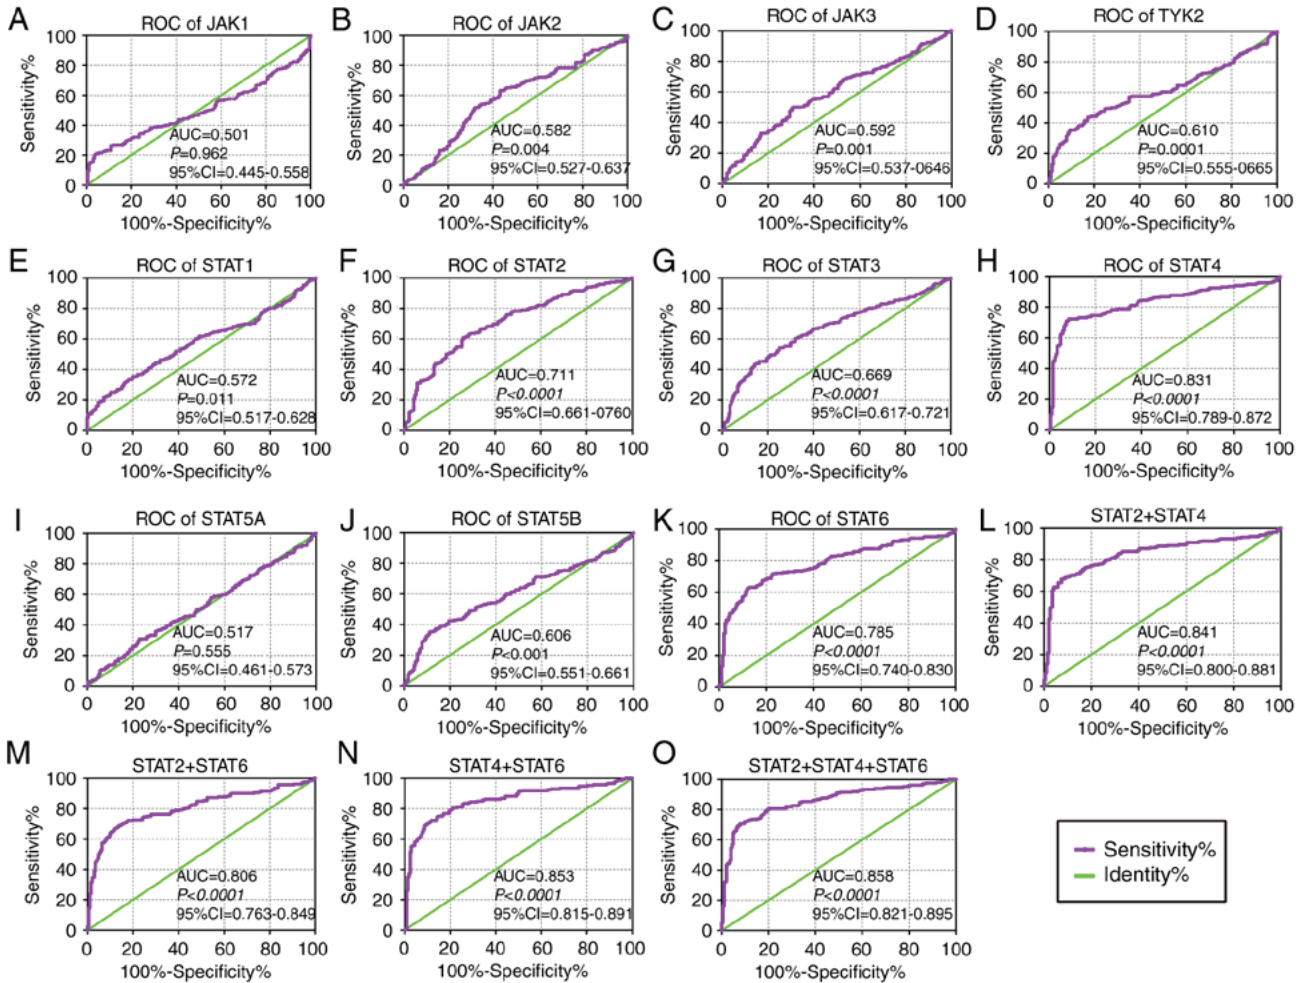 A
ROC of JAK1
100
80
60
40
20
0
Sensitivity%
AUC=0.501
P=0.962
95%CI=0.445-0.558
0 20 40 60 80 100
100%-Specificity%
B
ROC of JAK2
100
80
60
40
20
0
Sensitivity%
AUC=0.582
P=0.004
95%CI=0.527-0.637
0 20 40 60 80 100
100%-Specificity%
C
ROC of JAK3
100
80
60
40
20
0
Sensitivity%
AUC=0.592
P=0.001
95%CI=0.537-0646
0 20 40 60 80 100
100%-Specificity%
D
ROC of TYK2
100
80
60
40
20
0
Sensitivity%
AUC=0.610
P=0.0001
95%CI=0.555-0665
0 20 40 60 80 100
100%-Specificity%
E
ROC of STAT1
100
80
60
40
20
0
Sensitivity%
AUC=0.572
P=0.011
95%CI=0.517-0.628
0 20 40 60 80 100
100%-Specificity%
F
ROC of STAT2
100
80
60
40
20
0
Sensitivity%
AUC=0.711
P<0.0001
95%CI=0.661-0760
0 20 40 60 80 100
100%-Specificity%
G
ROC of STAT3
100
80
60
40
20
0
Sensitivity%
AUC=0.669
P<0.0001
95%CI=0.617-0.721
0 20 40 60 80 100
100%-Specificity%
H
ROC of STAT4
100
80
60
40
20
0
Sensitivity%
AUC=0.831
P<0.0001
95%CI=0.789-0.872
0 20 40 60 80 100
100%-Specificity%
I
ROC of STAT5A
100
80
60
40
20
0
Sensitivity%
AUC=0.517
P=0.555
95%CI=0.461-0.573
0 20 40 60 80 100
100%-Specificity%
J
ROC of STAT5B
100
80
60
40
20
0
Sensitivity%
AUC=0.606
P<0.001
95%CI=0.551-0.661
0 20 40 60 80 100
100%-Specificity%
K
ROC of STAT6
100
80
60
40
20
0
Sensitivity%
AUC=0.785
P<0.0001
95%CI=0.740-0.830
0 20 40 60 80 100
100%-Specificity%
L
STAT2+STAT4
100
80
60
40
20
0
Sensitivity%
AUC=0.841
P<0.0001
95%CI=0.800-0.881
0 20 40 60 80 100
100%-Specificity%
M
STAT2+STAT6
100
80
60
40
20
0
Sensitivity%
AUC=0.806
P<0.0001
95%CI=0.763-0.849
0 20 40 60 80 100
100%-Specificity%
N
STAT4+STAT6
100
80
60
40
20
0
Sensitivity%
AUC=0.853
P<0.0001
95%CI=0.815-0.891
0 20 40 60 80 100
100%-Specificity%
O
STAT2+STAT4+STAT6
100
80
60
40
20
0
Sensitivity%
AUC=0.858
P<0.0001
95%CI=0.821-0.895
0 20 40 60 80 100
100%-Specificity%
Sensitivity%
Identity%